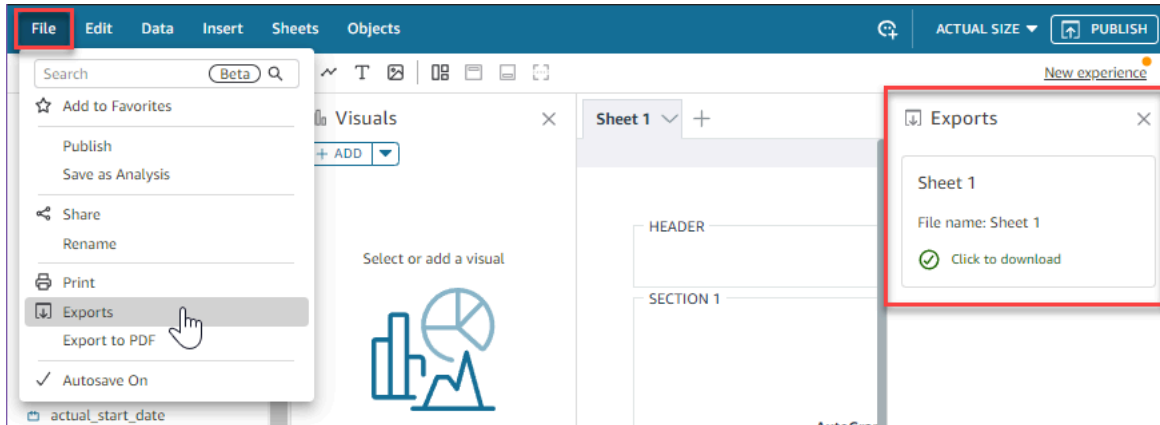 File Edit Data Insert Sheets Objects ACTUAL SIZE PUBLISH
New experience
Search Beta
Add to Favorites
Publish
Save as Analysis
Share
Rename
Print
Exports
Export to PDF
Autosave On
actual_start_date
Visuals
+ ADD
Select or add a visual
Sheet 1
HEADER
SECTION 1
Exports
Sheet 1
File name: Sheet 1
Click to download